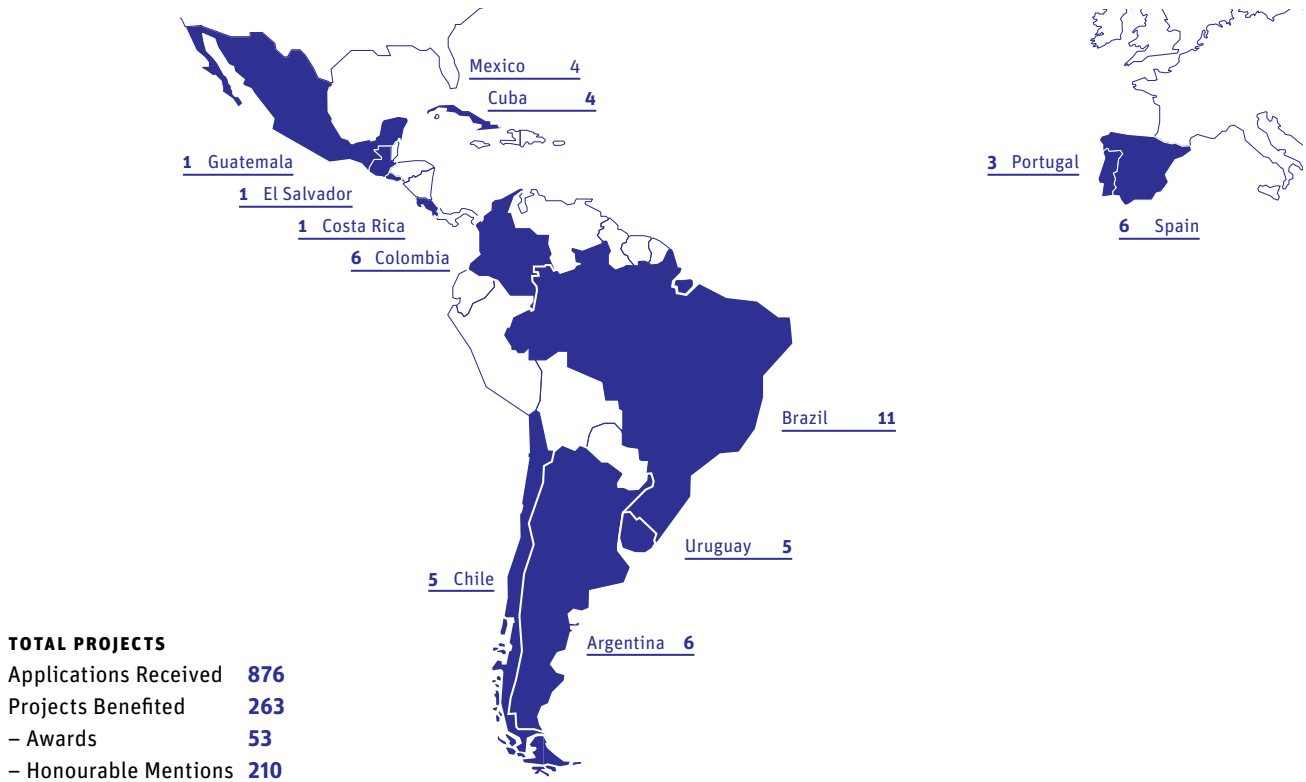 Mexico 4
Cuba 4
1 Guatemala
3 Portugal
1 El Salvador
1 Costa Rica
6 Spain
6 Colombia
Brazil 11
Uruguay 5
5 Chile
Argentina 6
TOTAL PROJECTS
Applications Received 876
Projects Benefited 263
– Awards 53
– Honourable Mentions 210